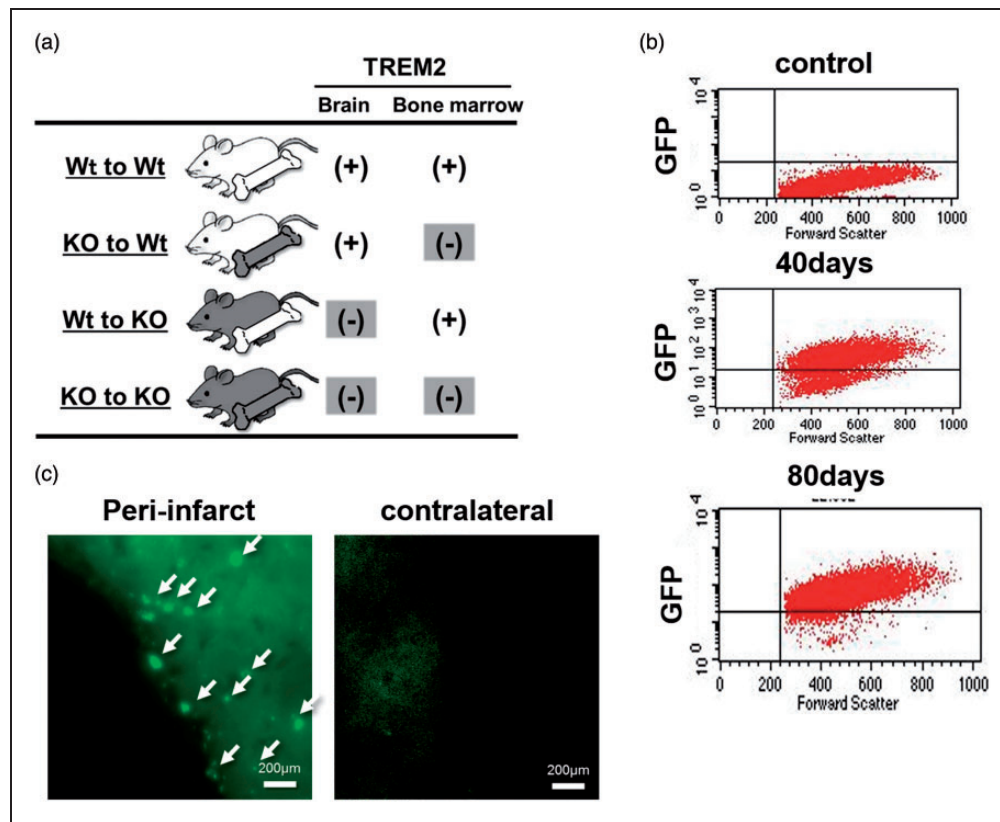 (a)
TREM2
Brain Bone marrow
Wt to Wt (+) (+)
KO to Wt (+) (-)
Wt to KO (-) (+)
KO to KO (-) (-)
(b)
control
GFP
10^4
10^0
0 200 400 600 800 1000
Forward Scatter
40days
GFP
10^4
10^3
10^2
10^1
10^0
0 200 400 600 800 1000
Forward Scatter
80days
GFP
10^4
10^0
0 200 400 600 800 1000
Forward Scatter
(c)
Peri-infarct contralateral
200μm
200μm